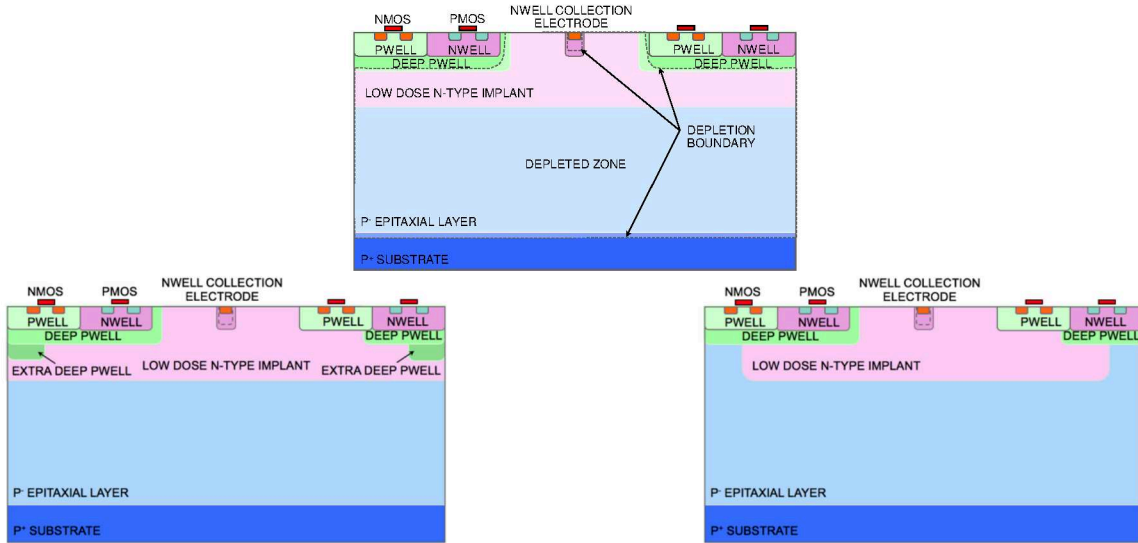 NWELL COLLECTION
ELECTRODE
NMOS
PMOS
PWELL
NWELL
PWELL
NWELL
DEEP PWELL
DEEP PWELL
LOW DOSE N-TYPE IMPLANT
DEPLETION
BOUNDARY
DEPLETED ZONE
P- EPITAXIAL LAYER
P+ SUBSTRATE
NMOS
PMOS
NWELL COLLECTION
ELECTRODE
PWELL
NWELL
PWELL
NWELL
DEEP PWELL
DEEP PWELL
EXTRA DEEP PWELL
LOW DOSE N-TYPE IMPLANT
EXTRA DEEP PWELL
P- EPITAXIAL LAYER
P+ SUBSTRATE
NMOS
PMOS
NWELL COLLECTION
ELECTRODE
PWELL
NWELL
PWELL
NWELL
DEEP PWELL
DEEP PWELL
LOW DOSE N-TYPE IMPLANT
P- EPITAXIAL LAYER
P+ SUBSTRATE